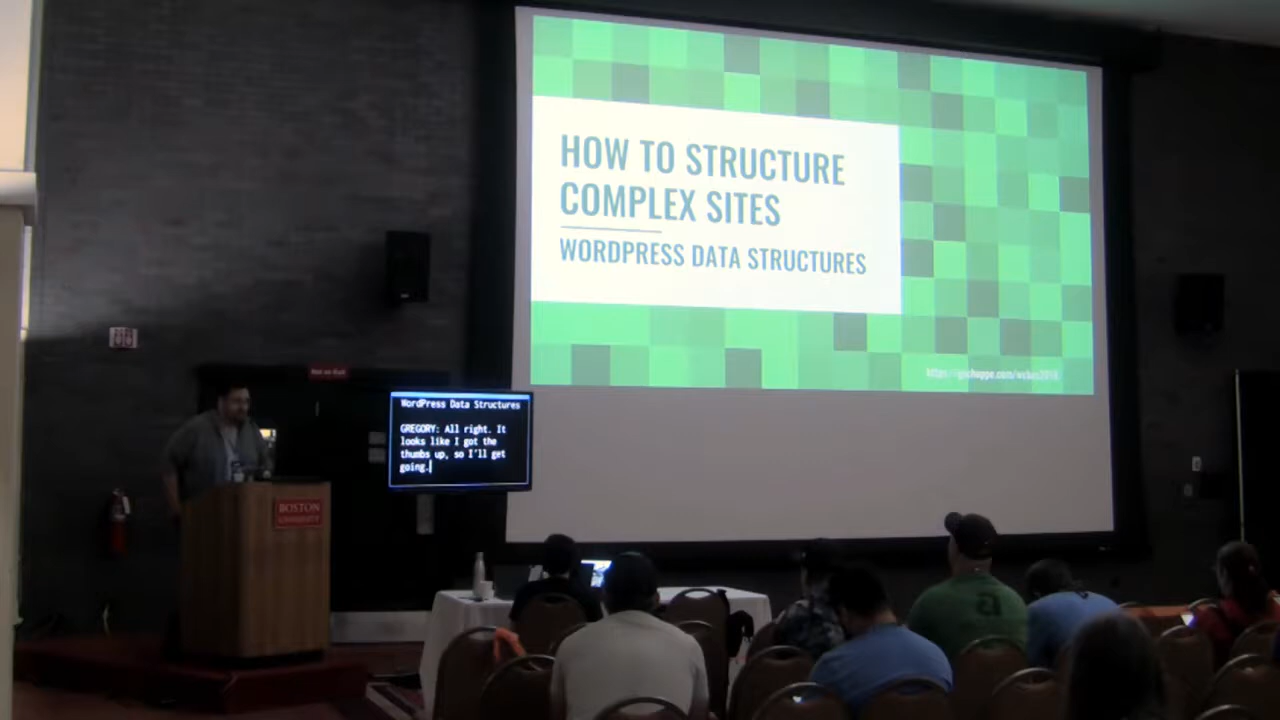 HOW TO STRUCTURE
COMPLEX SITES
WORDPRESS DATA STRUCTURES
WordPress Data Structures
GREGORY: All right. It
looks like I got the
thumbs up, so I'll get
going.
BOSTON
UNIVERSITY